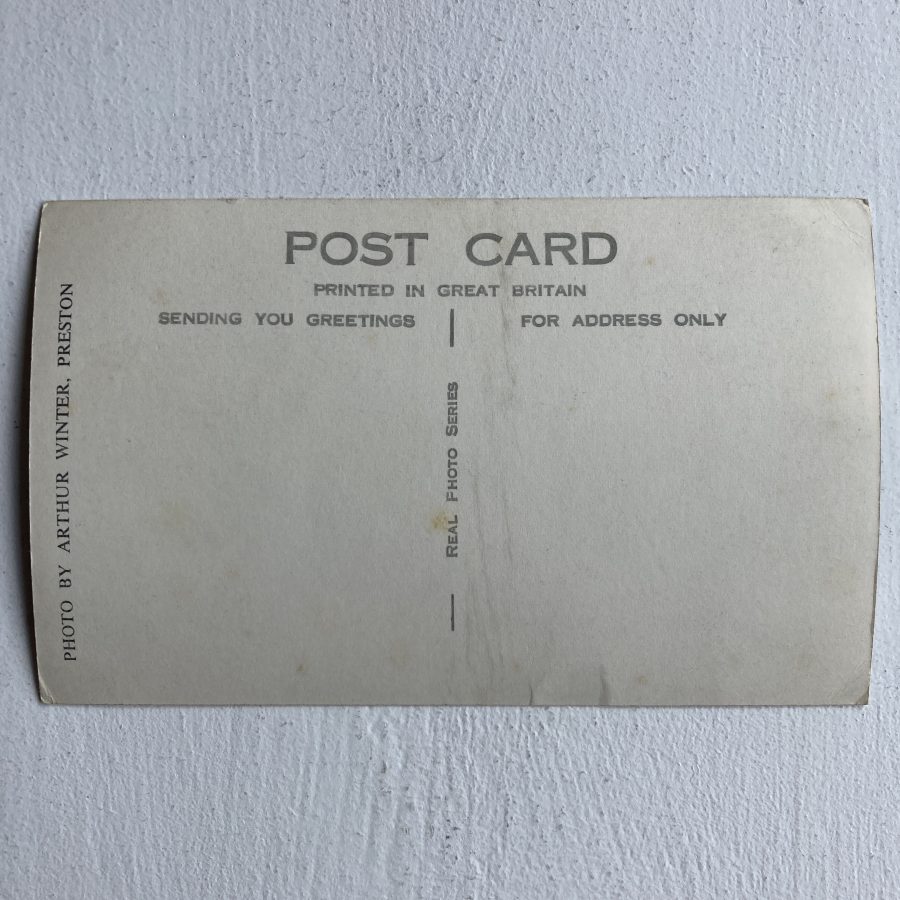 POST CARD
PRINTED IN GREAT BRITAIN
SENDING YOU GREETINGS
FOR ADDRESS ONLY
REAL PHOTO SERIES
PHOTO BY ARTHUR WINTER, PRESTON